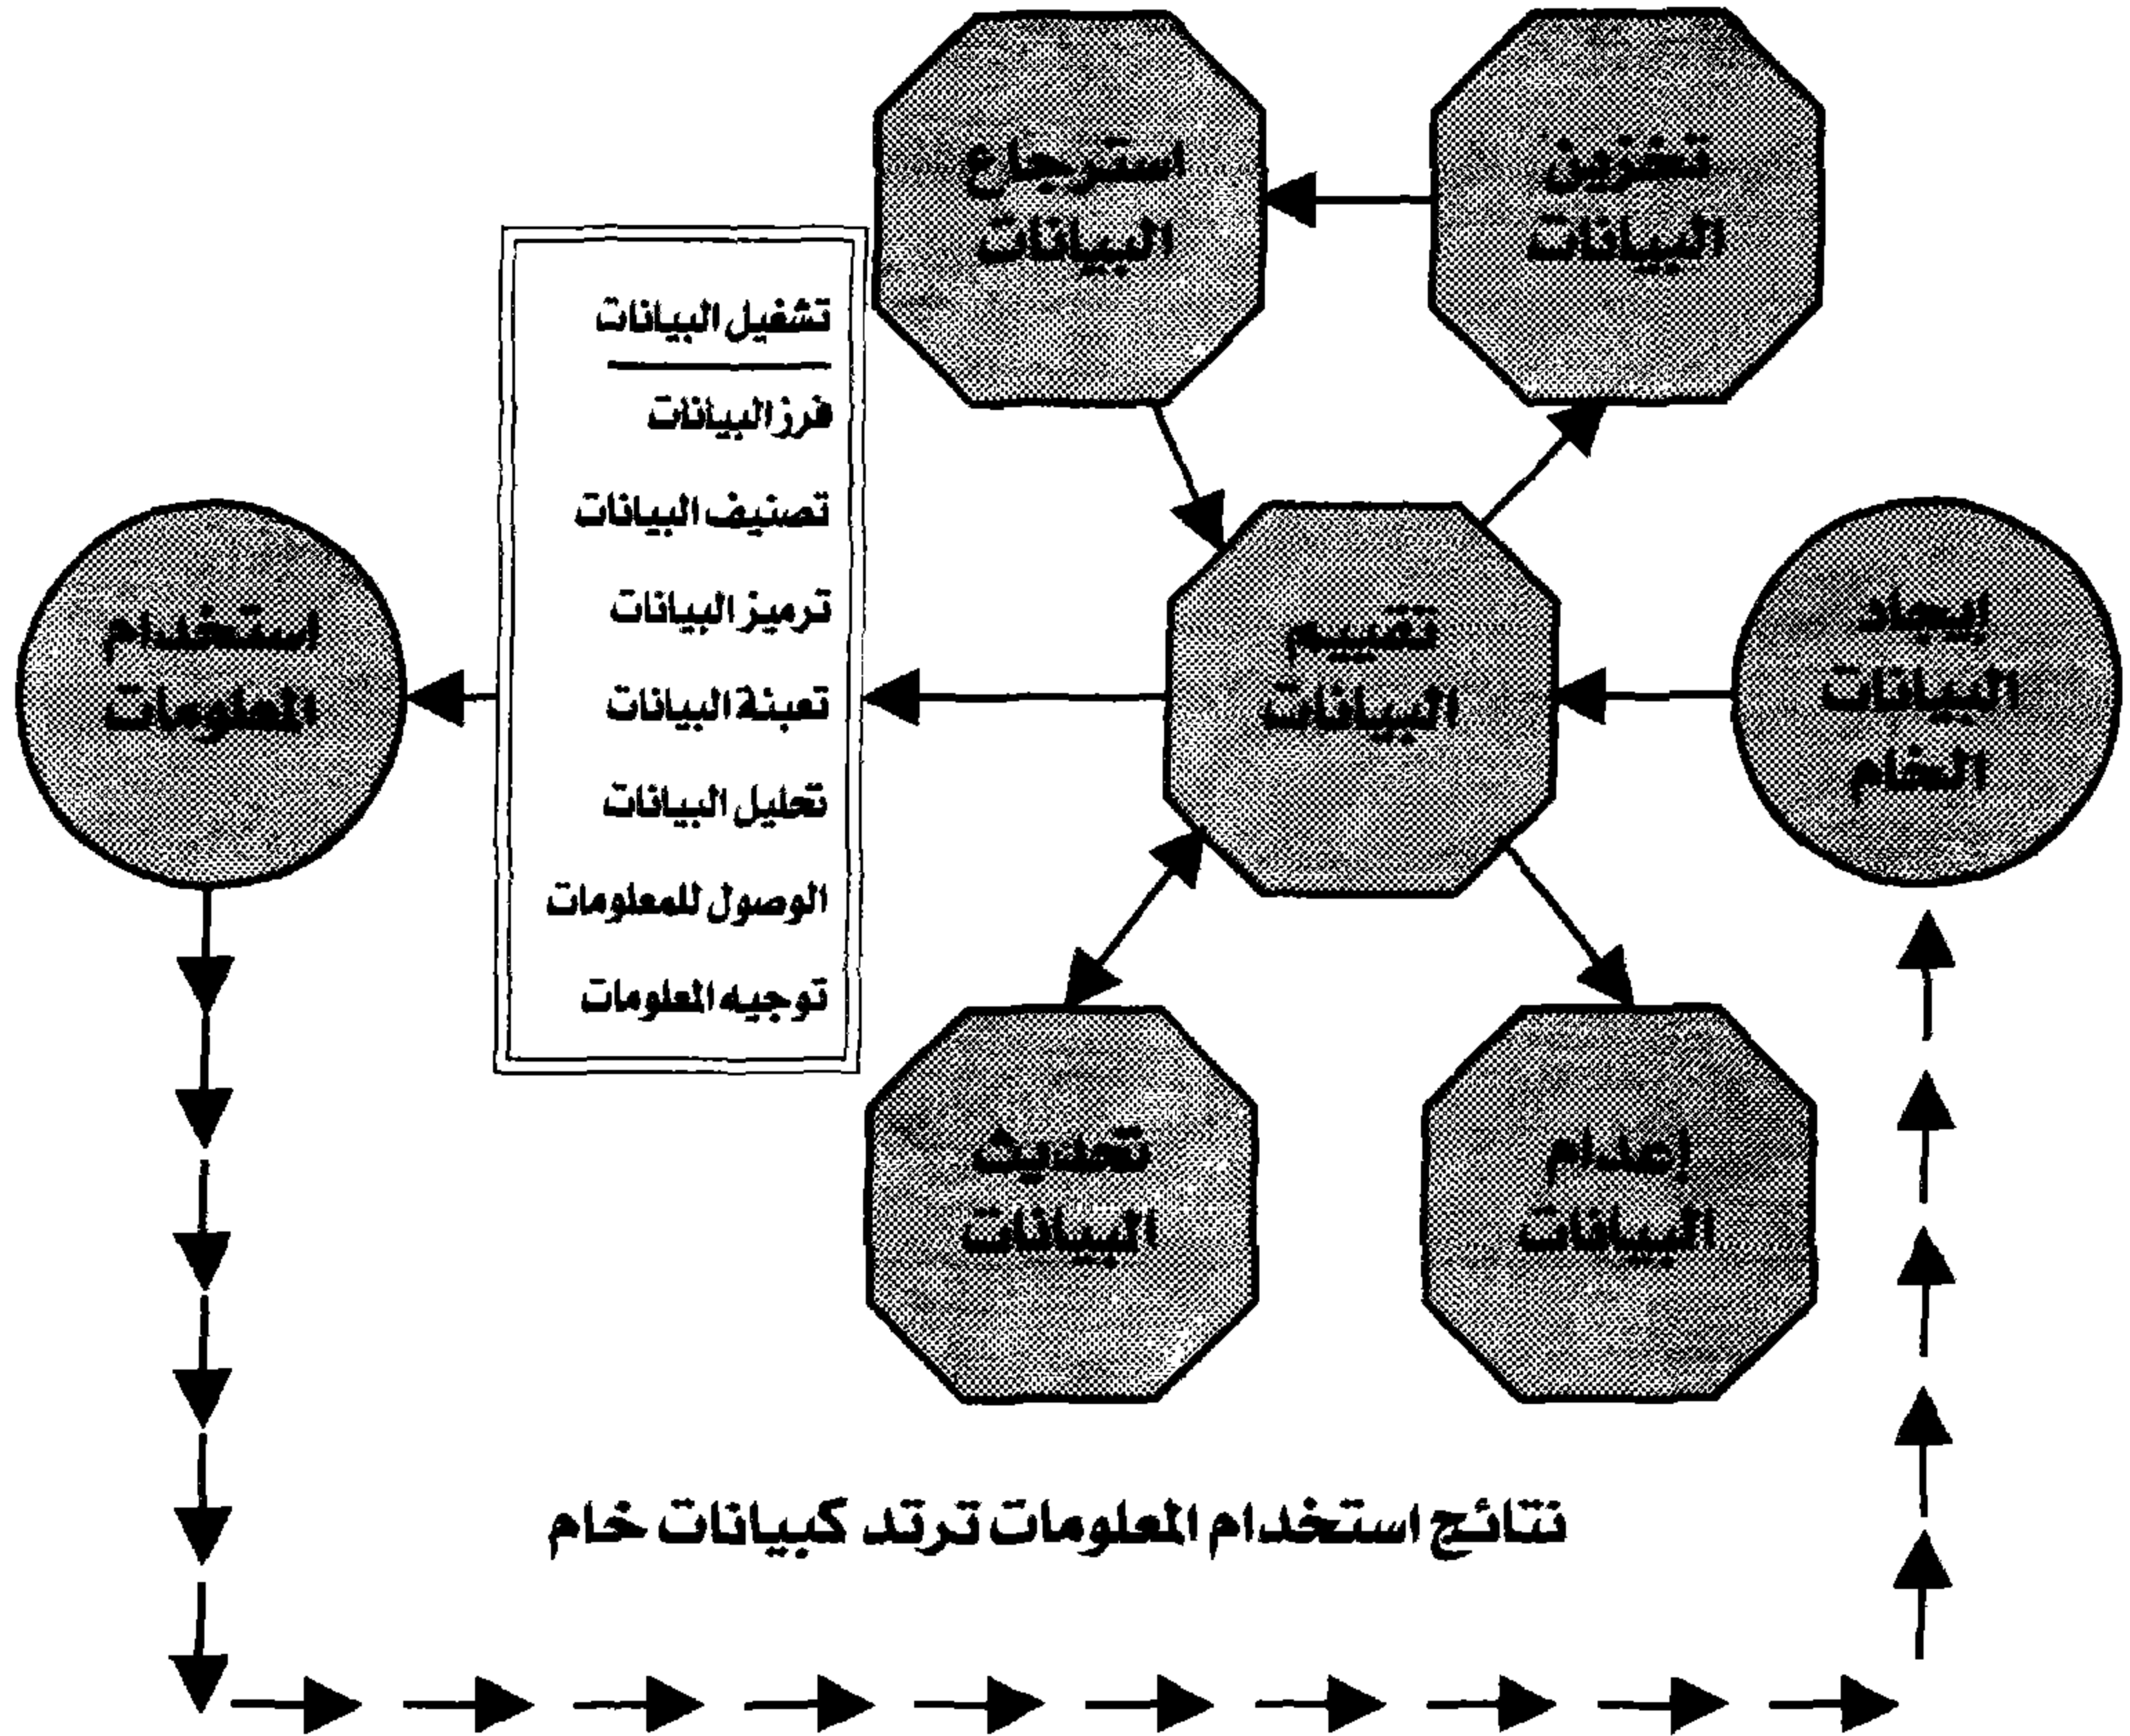 تخزين
البيانات
استرجاع
البيانات
تشغيل البيانات
فرز البيانات
تصنيف البيانات
ترميز البيانات
تعبئة البيانات
تحليل البيانات
الوصول للمعلومات
توجيه المعلومات
إيجاد
البيانات
الخام
تقييم
البيانات
استخدام
المعلومات
إعدام
البيانات
تحديث
البيانات
نتائج استخدام المعلومات ترتد كبيانات خام